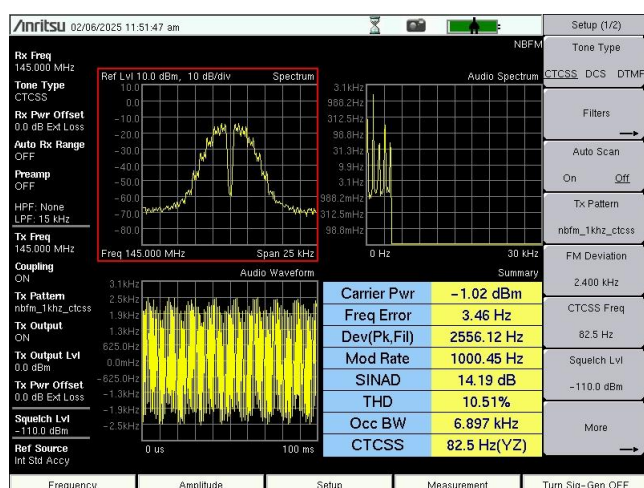 /Anritsu 02/06/2025 11:51:47 am
Setup (1/2)
NBFM
Rx Freq
145.000 MHz
Tone Type
CTCSS
Rx Pwr Offset
0.0 dB Ext Loss
Auto Rx Range
OFF
Preamp
OFF
HPF: None
LPF: 15 kHz
Tx Freq
145.000 MHz
Coupling
ON
Tx Pattern
nbfm_1khz_ctcss
Tx Output
ON
Tx Output Lvl
0.0 dBm
Tx Pwr Offset
0.0 dB Ext Loss
Squelch Lvl
-110.0 dBm
Ref Source
Int Std Accy
Ref Lvl 10.0 dBm, 10 dB/div Spectrum
10.0
0.0
-10.0
-20.0
-30.0
-40.0
-50.0
-60.0
-70.0
-80.0
Freq 145.000 MHz Span 25 kHz
Audio Spectrum
3.1kHz
988.2Hz
312.5Hz
98.8Hz
31.3Hz
9.9Hz
3.1Hz
988.2mHz
312.5mHz
98.8mHz
0 Hz 30 kHz
Audio Waveform
3.1kHz
2.5kHz
1.9kHz
1.3kHz
625.0Hz
0.0mHz
-625.0Hz
-1.3kHz
-1.9kHz
-2.5kHz
0 us 100 ms
Summary
Carrier Pwr -1.02 dBm
Freq Error 3.46 Hz
Dev(Pk,Fil) 2556.12 Hz
Mod Rate 1000.45 Hz
SINAD 14.19 dB
THD 10.51%
Occ BW 6.897 kHz
CTCSS 82.5 Hz(YZ)
Tone Type
CTCSS DCS DTMF
Filters
Auto Scan
On Off
Tx Pattern
nbfm_1khz_ctcss
FM Deviation
2.400 kHz
CTCSS Freq
82.5 Hz
Squelch Lvl
-110.0 dBm
More
Frequency Amplitude Setup Measurement Turn Sig-Gen OFF